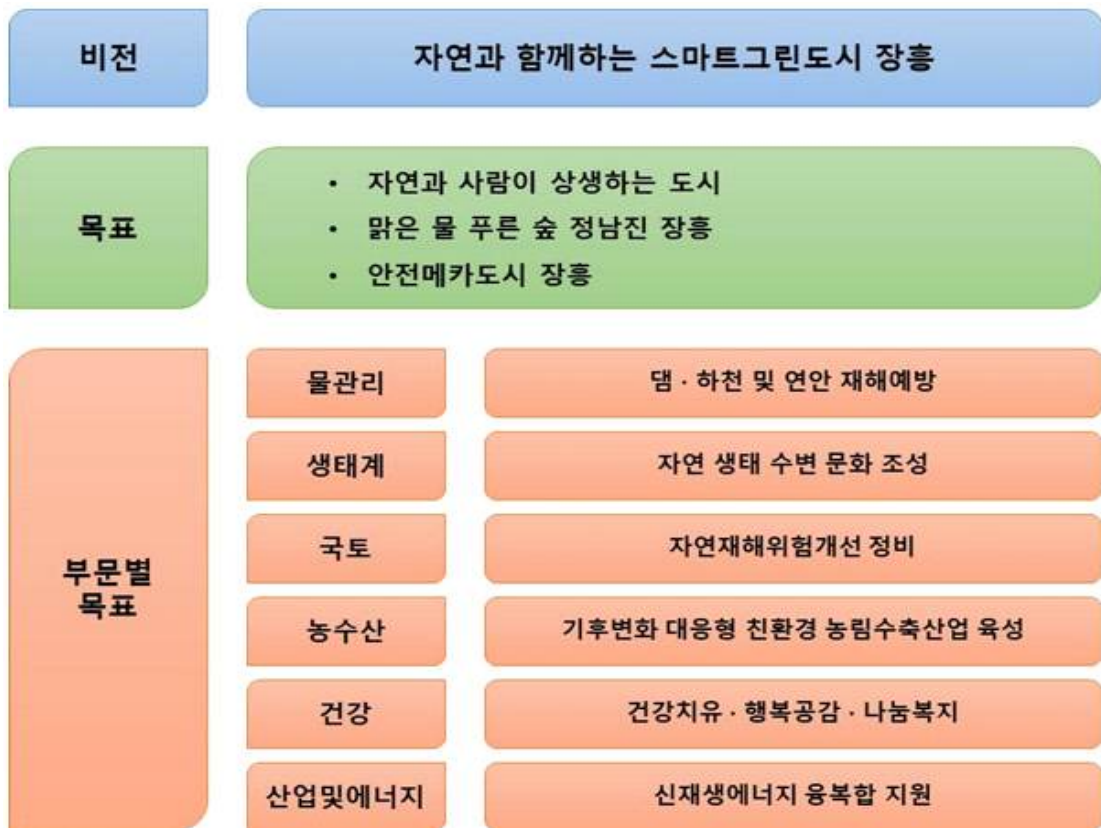 비전
자연과 함께하는 스마트그린도시 장흥
목표
• 자연과 사람이 상생하는 도시
• 맑은 물 푸른 숲 정남진 장흥
• 안전메카도시 장흥
부문별
목표
물관리
댐 · 하천 및 연안 재해예방
생태계
자연 생태 수변 문화 조성
국토
자연재해위험개선 정비
농수산
기후변화 대응형 친환경 농림수축산업 육성
건강
건강치유 · 행복공감 · 나눔복지
산업및에너지
신재생에너지 융복합 지원